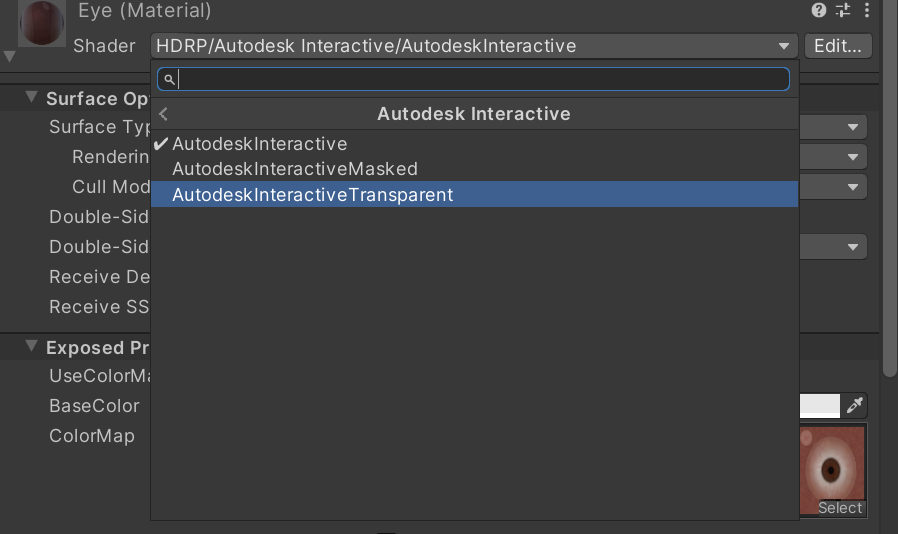 Eye (Material)
Shader HDRP/Autodesk Interactive/AutodeskInteractive Edit...
Autodesk Interactive
AutodeskInteractive
AutodeskInteractiveMasked
AutodeskInteractiveTransparent
Surface Op
Surface Typ
Renderin
Cull Mod
Double-Sid
Double-Sid
Receive De
Receive SS
Exposed Pr
UseColorMa
BaseColor
ColorMap
Select